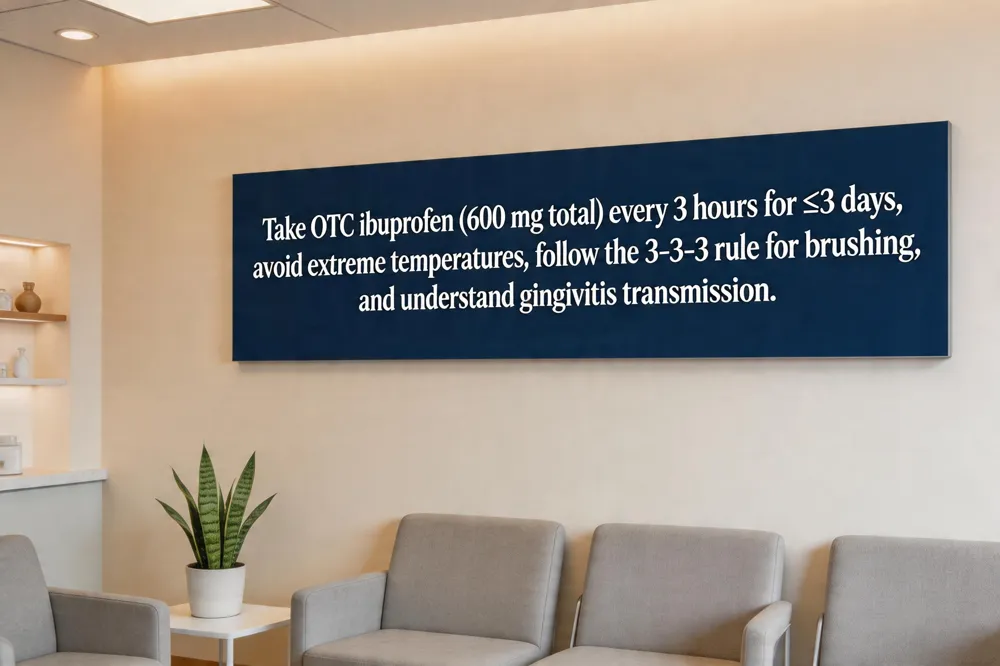 Take OTC ibuprofen (600 mg total) every 3 hours for ≤3 days,
avoid extreme temperatures, follow the 3-3-3 rule for brushing,
and understand gingivitis transmission.